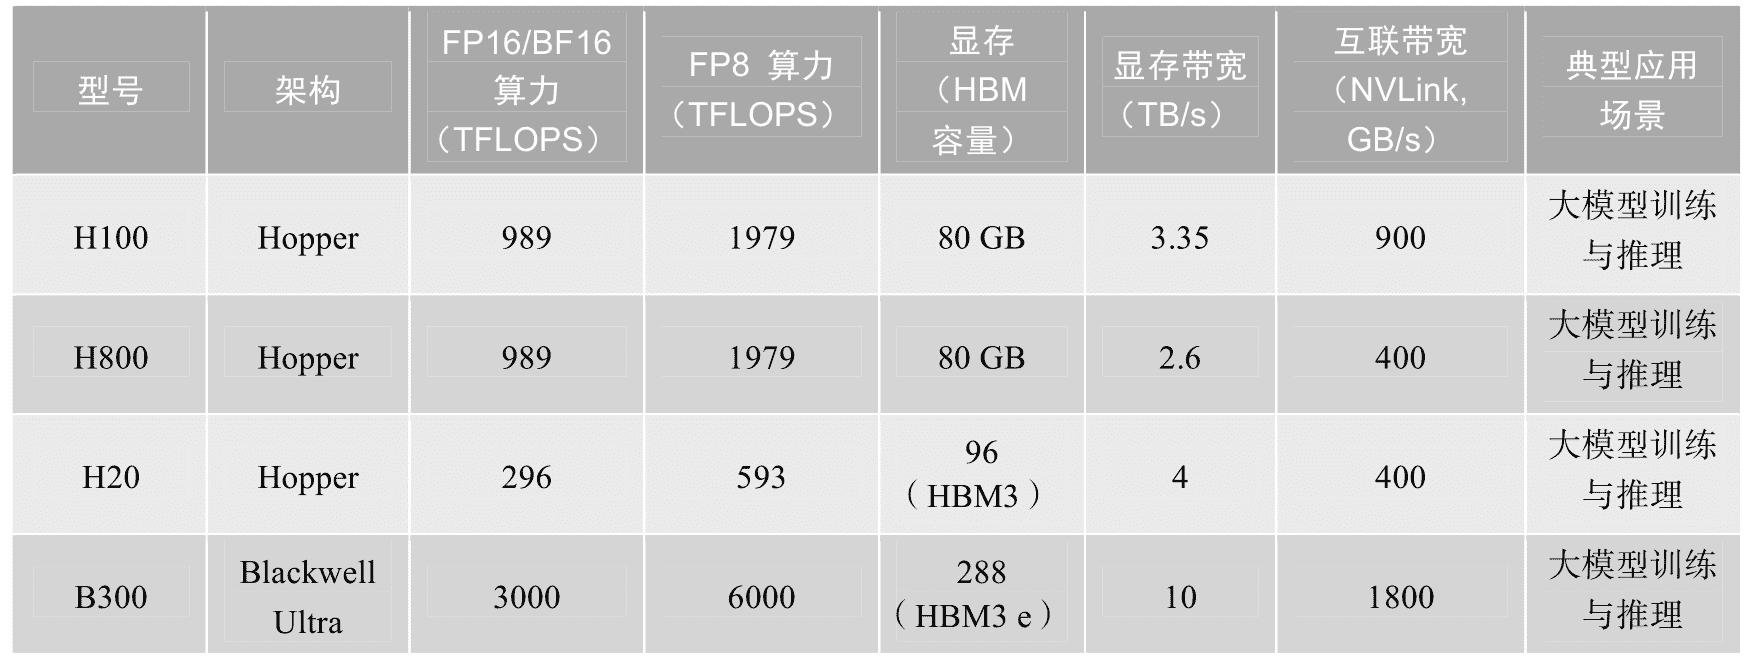 型号
架构
FP16/BF16
算力
（TFLOPS）
FP8 算力
（TFLOPS）
显存
（HBM
容量）
显存带宽
（TB/s）
互联带宽
（NVLink,
GB/s）
典型应用
场景
H100
Hopper
989
1979
80 GB
3.35
900
大模型训练
与推理
H800
Hopper
989
1979
80 GB
2.6
400
大模型训练
与推理
H20
Hopper
296
593
96
（HBM3）
4
400
大模型训练
与推理
B300
Blackwell
Ultra
3000
6000
288
（HBM3 e）
10
1800
大模型训练
与推理